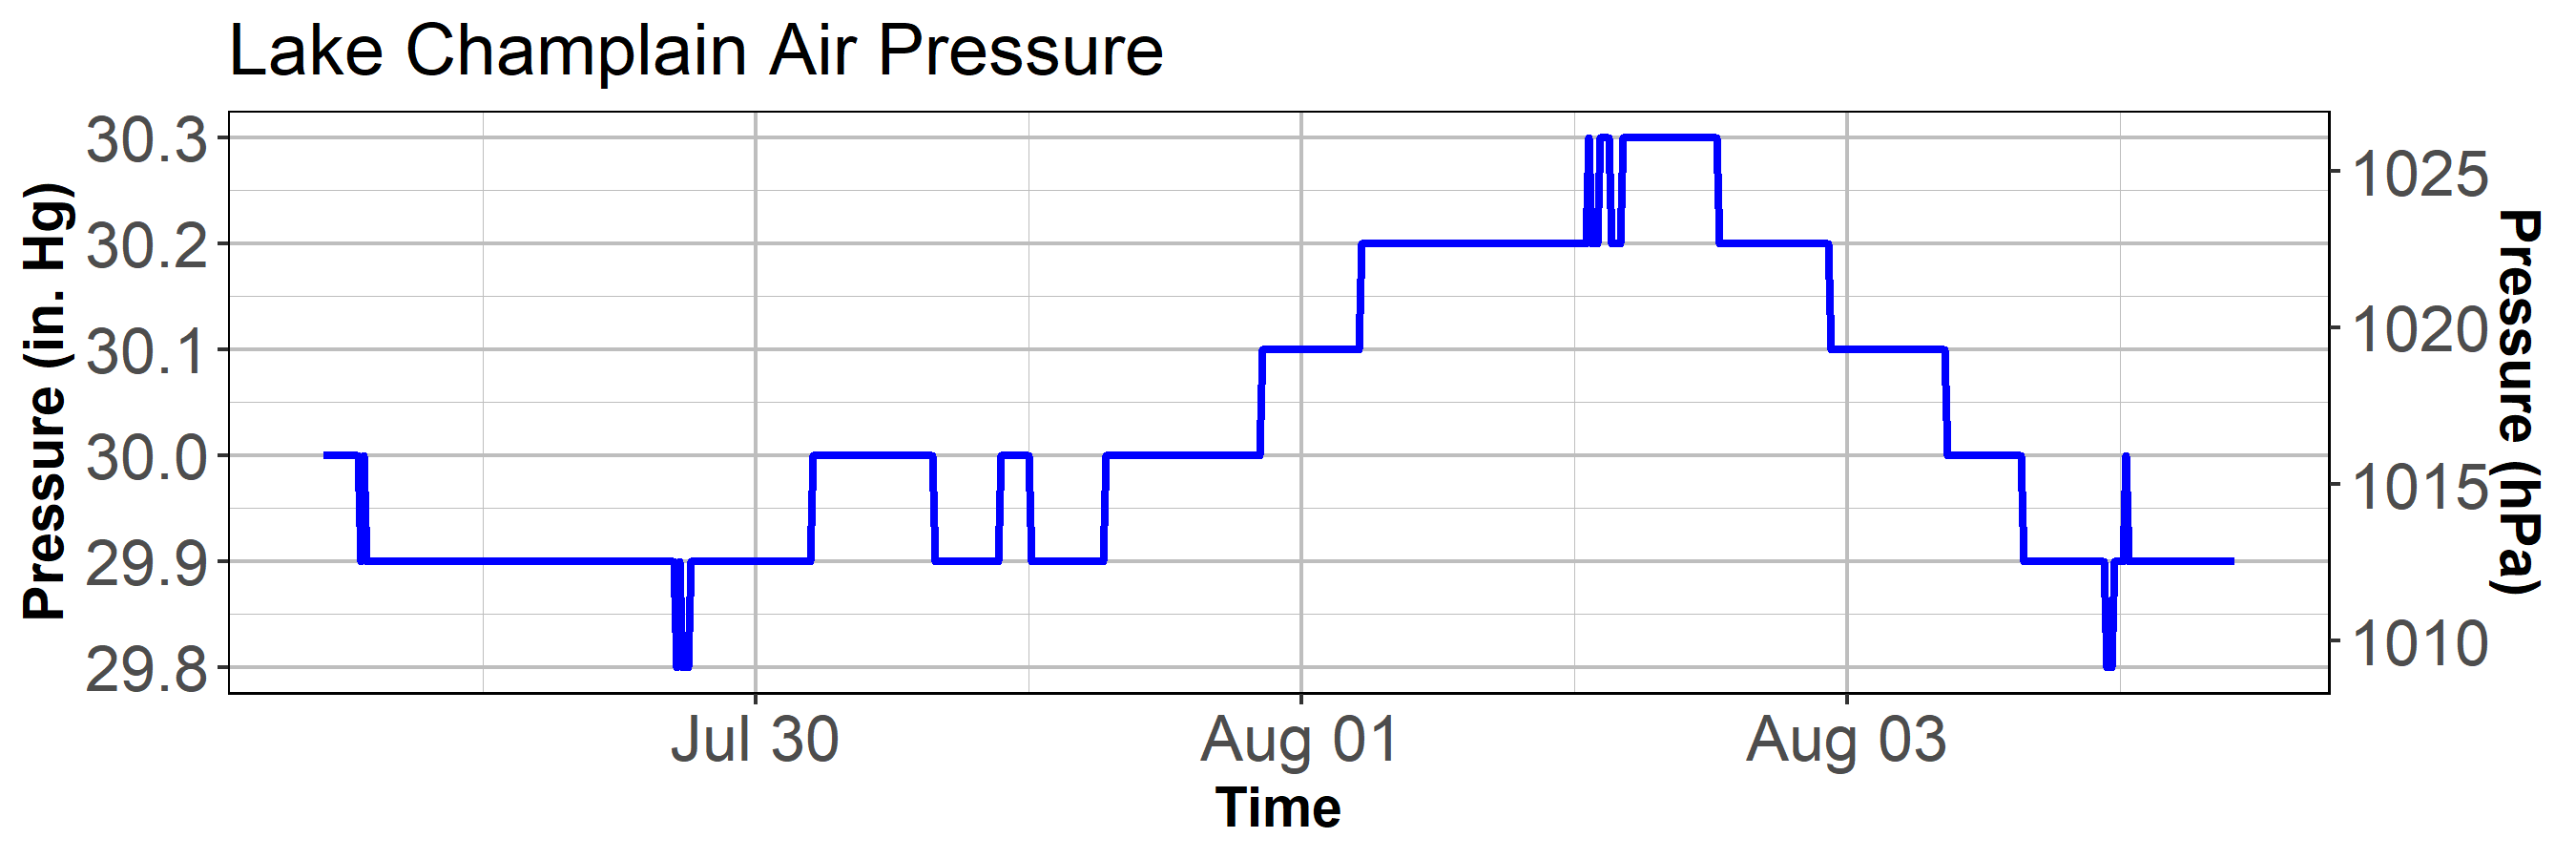 Lake Champlain Air Pressure
Pressure (in. Hg)
30.3
30.2
30.1
30.0
29.9
29.8
1025
1020
1015
1010
Pressure (hPa)
Jul 30
Aug 01
Aug 03
Time